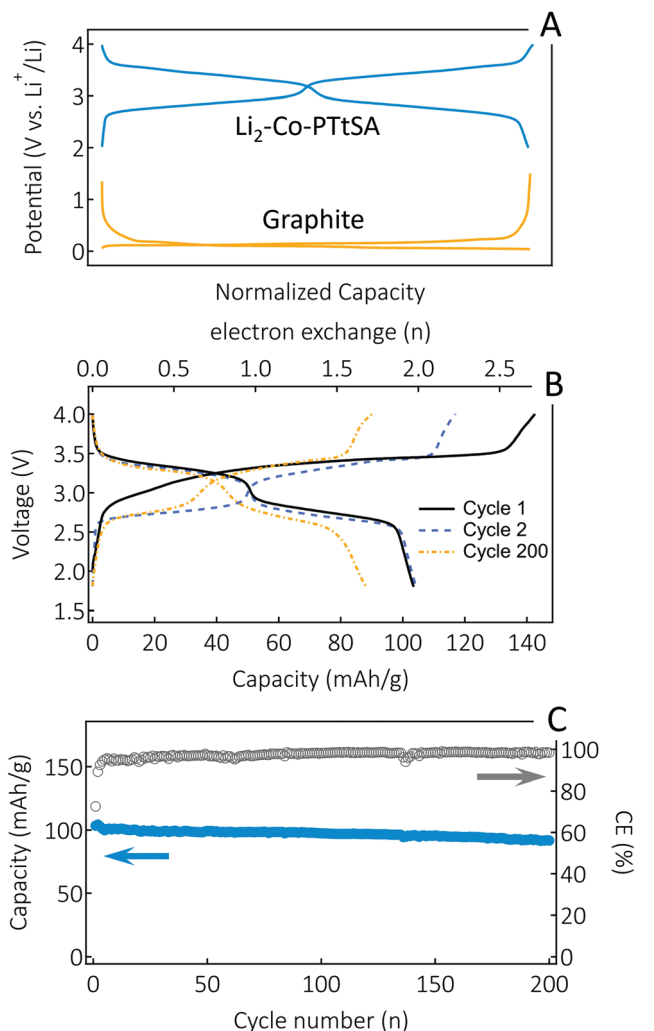 A
4
3
2
1
0
Potential (V vs. Li⁺/Li)
Li₂-Co-PTtSA
Graphite
Normalized Capacity
electron exchange (n)
0.0 0.5 1.0 1.5 2.0 2.5
B
4.0
3.5
3.0
2.5
2.0
1.5
Voltage (V)
Cycle 1
Cycle 2
Cycle 200
0 20 40 60 80 100 120 140
Capacity (mAh/g)
C
150
100
50
0
Capacity (mAh/g)
100
80
60
40
20
0
CE (%)
0 50 100 150 200
Cycle number (n)